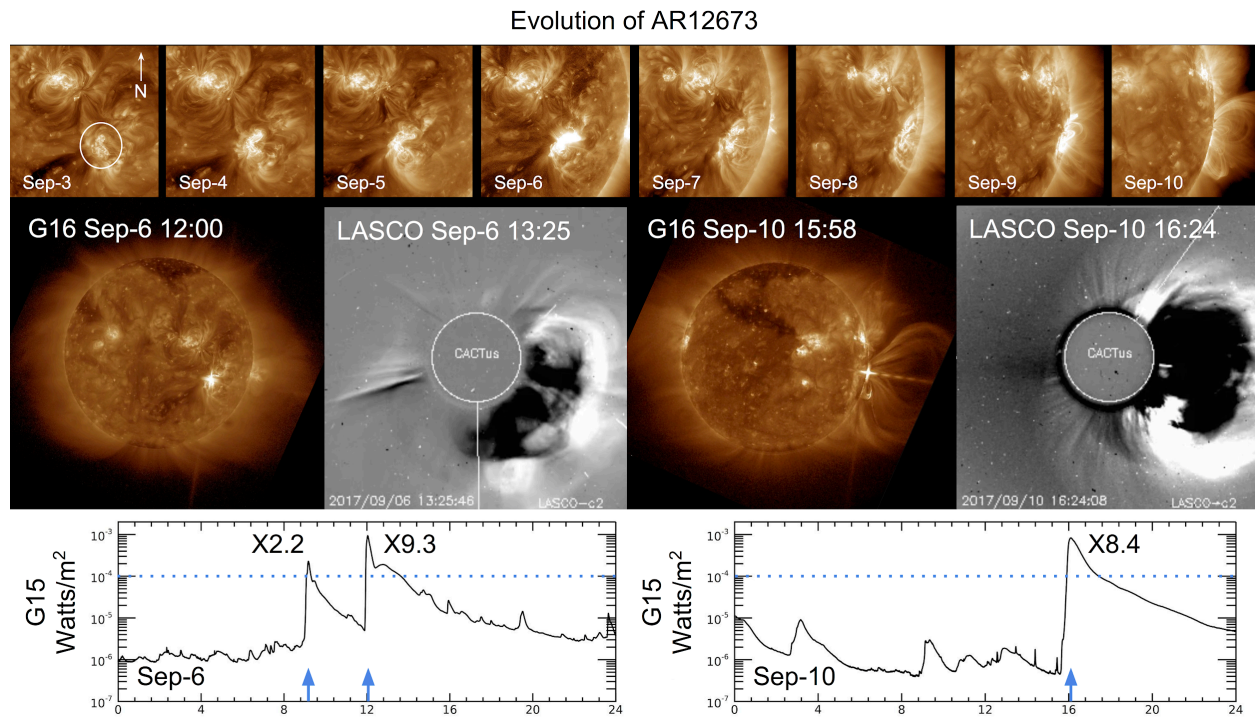 Evolution of AR12673
N
Sep-3
Sep-4
Sep-5
Sep-6
Sep-7
Sep-8
Sep-9
Sep-10
G16 Sep-6 12:00
LASCO Sep-6 13:25
CACTus
2017/09/06 13:25:46
LASCO-c2
G16 Sep-10 15:58
LASCO Sep-10 16:24
CACTus
2017/09/10 16:24:08
LASCO-c2
G15
Watts/m²
10⁻³
10⁻⁴
10⁻⁵
10⁻⁶
10⁻⁷
X2.2
X9.3
Sep-6
0 4 8 12 16 20 24
G15
Watts/m²
10⁻³
10⁻⁴
10⁻⁵
10⁻⁶
10⁻⁷
X8.4
Sep-10
0 4 8 12 16 20 24